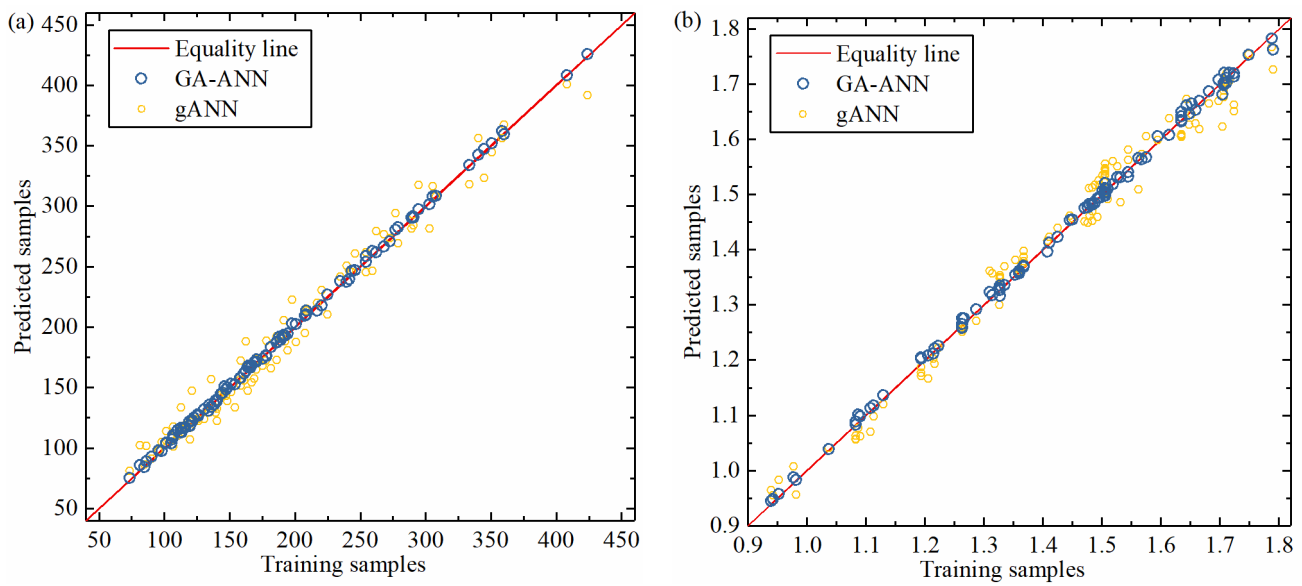 (a)
Equality line
GA-ANN
gANN
450
400
350
300
250
200
150
100
50
Predicted samples
50 100 150 200 250 300 350 400 450
Training samples
(b)
Equality line
GA-ANN
gANN
1.8
1.7
1.6
1.5
1.4
1.3
1.2
1.1
1.0
0.9
Predicted samples
0.9 1.0 1.2 1.3 1.4 1.5 1.6 1.7 1.8
Training samples